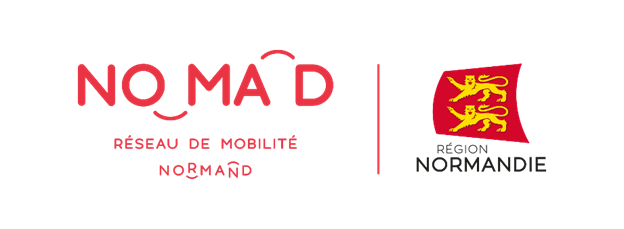 NOMAD
RÉSEAU DE MOBILITÉ
NORMAND
RÉGION
NORMANDIE